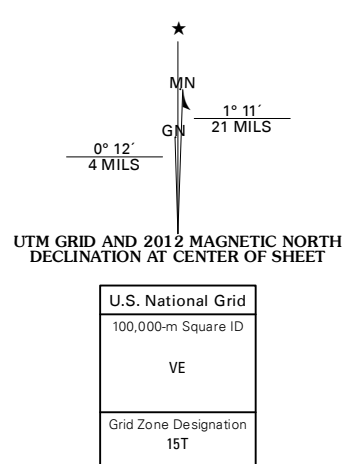 ★
MN
1° 11´
21 MILS
GN
0° 12´
4 MILS
UTM GRID AND 2012 MAGNETIC NORTH
DECLINATION AT CENTER OF SHEET
U.S. National Grid
100,000-m Square ID
VE
Grid Zone Designation
15T